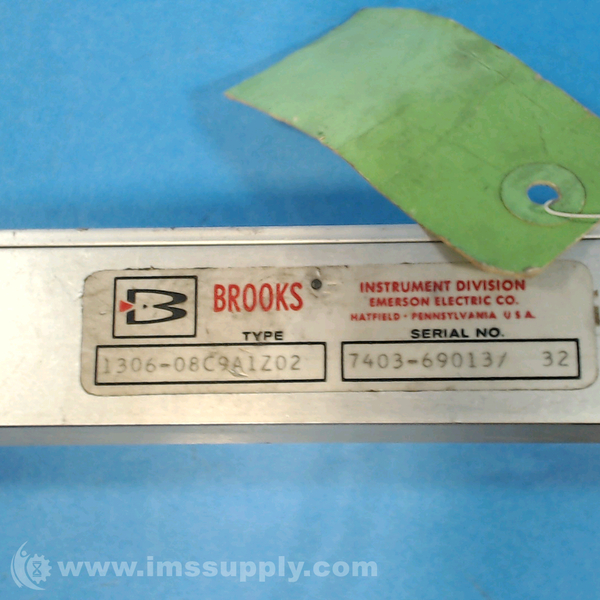 B BROOKS
INSTRUMENT DIVISION
EMERSON ELECTRIC CO.
HATFIELD · PENNSYLVANIA U S A.
TYPE
SERIAL NO.
1306-08C9A1Z02
7403-69013/ 32
www.imssupply.com